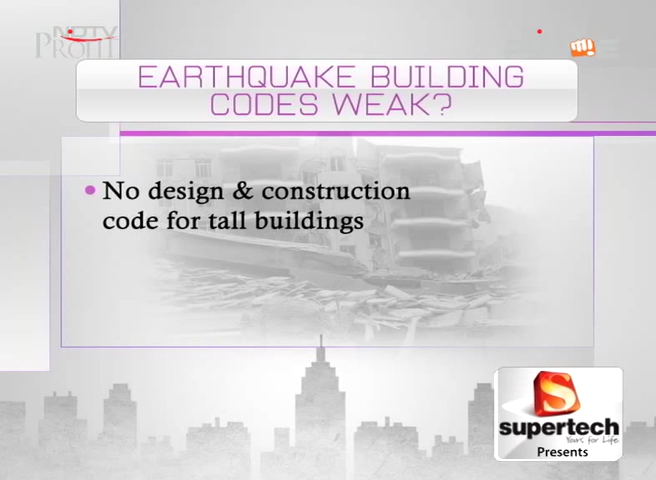 NDTV
PROFIT
EARTHQUAKE BUILDING
CODES WEAK?
• No design & construction
code for tall buildings
S
supertech
Yours for Life
Presents